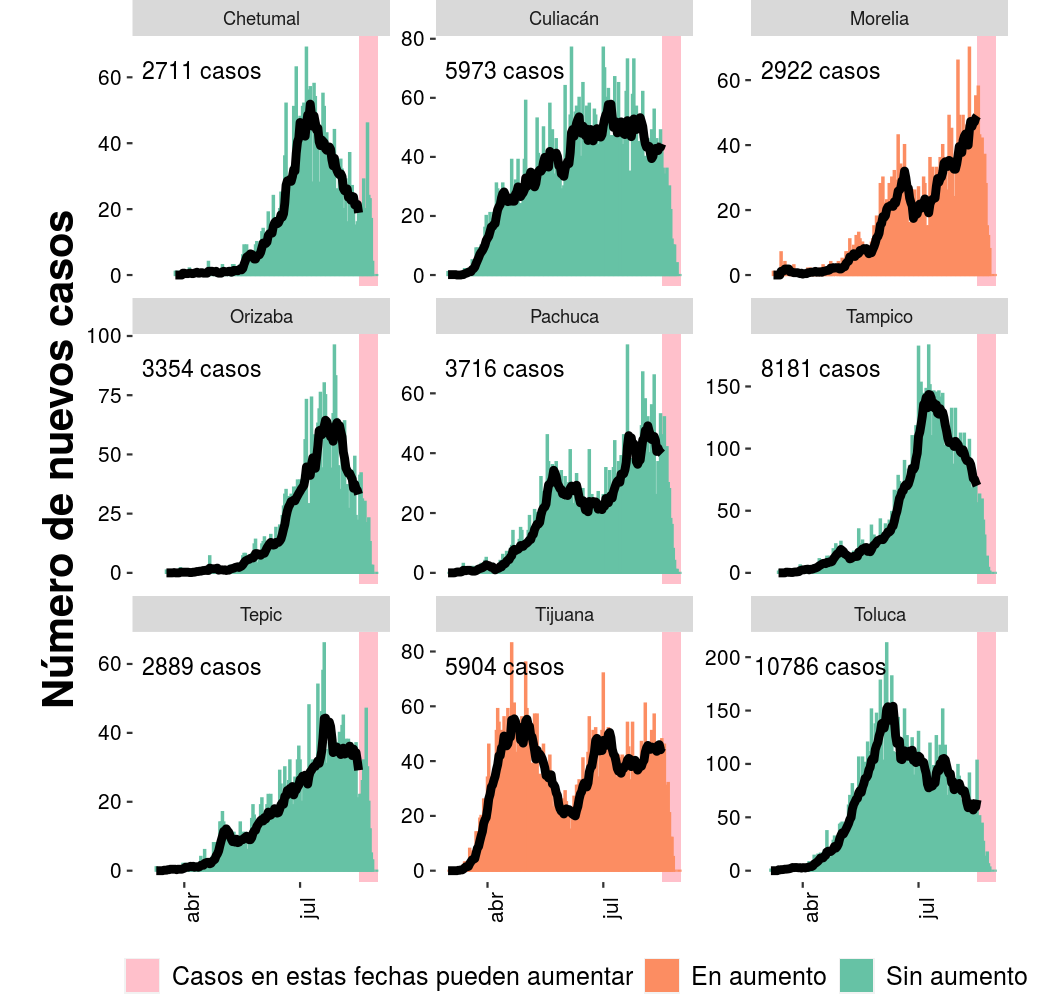 Chetumal
Culiacán
Morelia
2711 casos
5973 casos
2922 casos
60
40
20
0
80
60
40
20
0
60
40
20
0
Orizaba
Pachuca
Tampico
3354 casos
3716 casos
8181 casos
100
75
50
25
0
60
40
20
0
150
100
50
0
Tepic
Tijuana
Toluca
2889 casos
5904 casos
10786 casos
60
40
20
0
80
60
40
20
0
200
150
100
50
0
abr
jul
abr
jul
abr
jul
Número de nuevos casos
Casos en estas fechas pueden aumentar
En aumento
Sin aumento